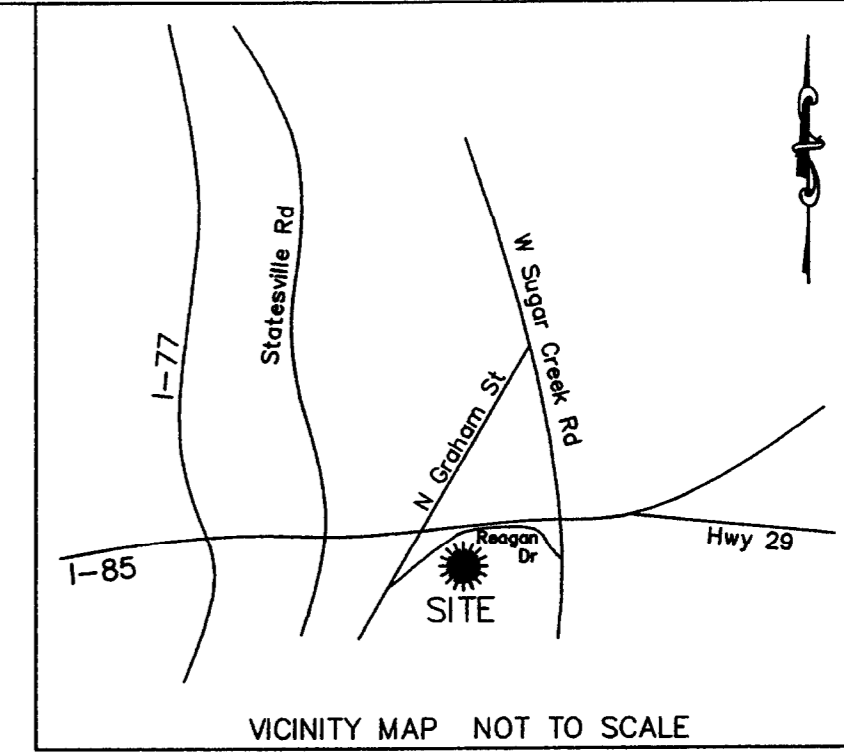 I-77
Statesville Rd
W Sugar Creek Rd
N Graham St
I-85
Reagan
Dr
Hwy 29
SITE
VICINITY MAP NOT TO SCALE